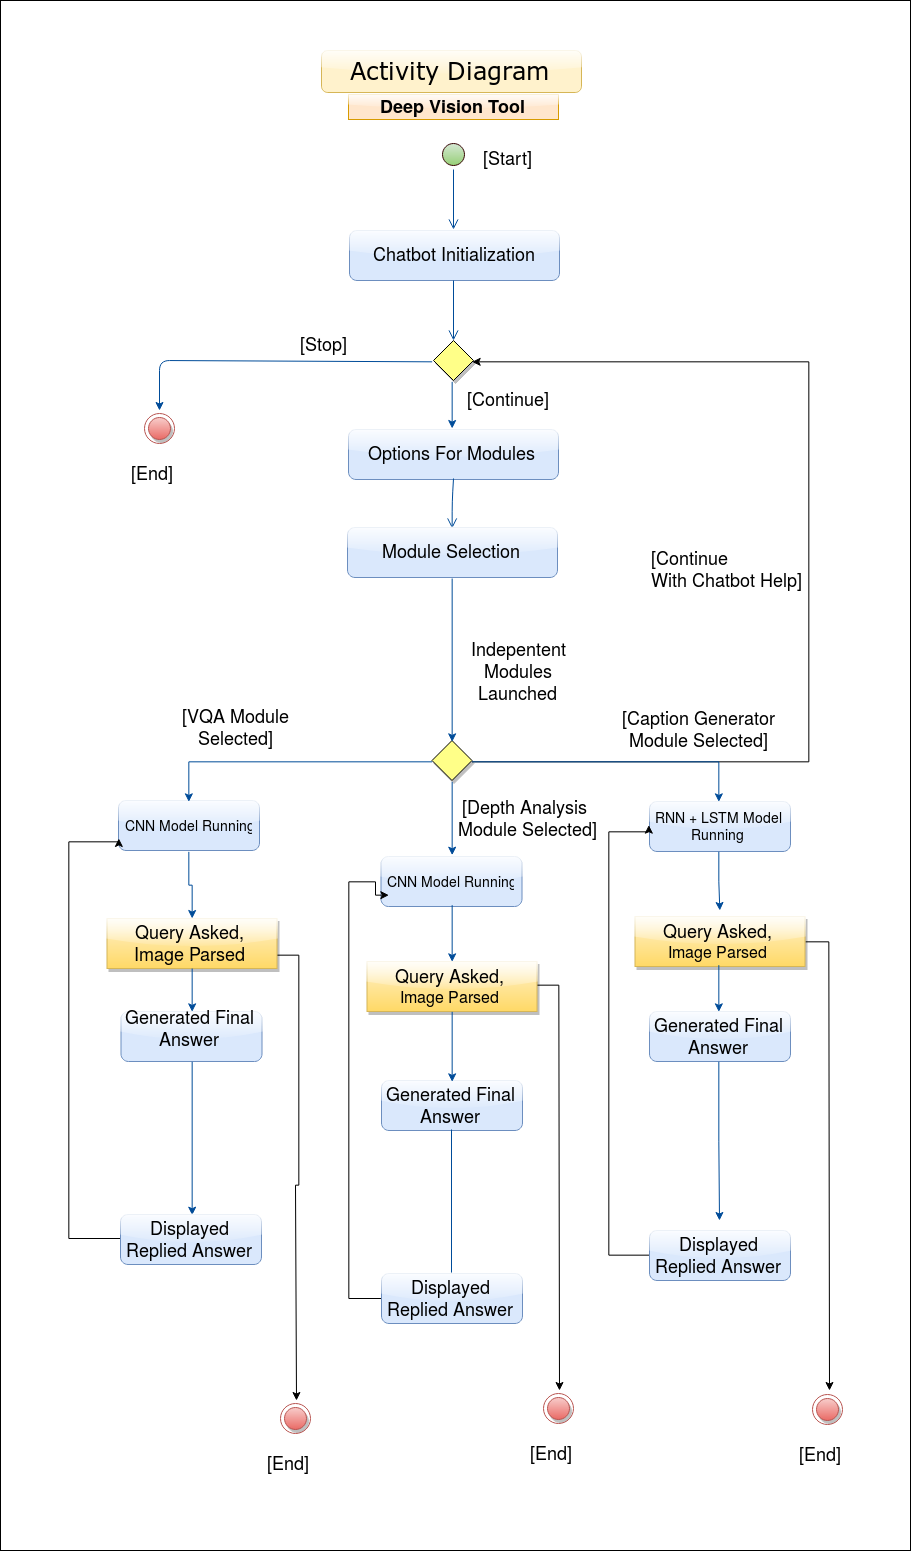 Activity Diagram
Deep Vision Tool
[Start]
Chatbot Initialization
[Stop]
[Continue]
[End]
Options For Modules
Module Selection
[Continue
With Chatbot Help]
Indepentent
Modules
Launched
[VQA Module
Selected]
[Caption Generator
Module Selected]
[Depth Analysis
Module Selected]
CNN Model Running
Query Asked,
Image Parsed
Generated Final
Answer
Displayed
Replied Answer
[End]
CNN Model Running
Query Asked,
Image Parsed
Generated Final
Answer
Displayed
Replied Answer
[End]
RNN + LSTM Model
Running
Query Asked,
Image Parsed
Generated Final
Answer
Displayed
Replied Answer
[End]